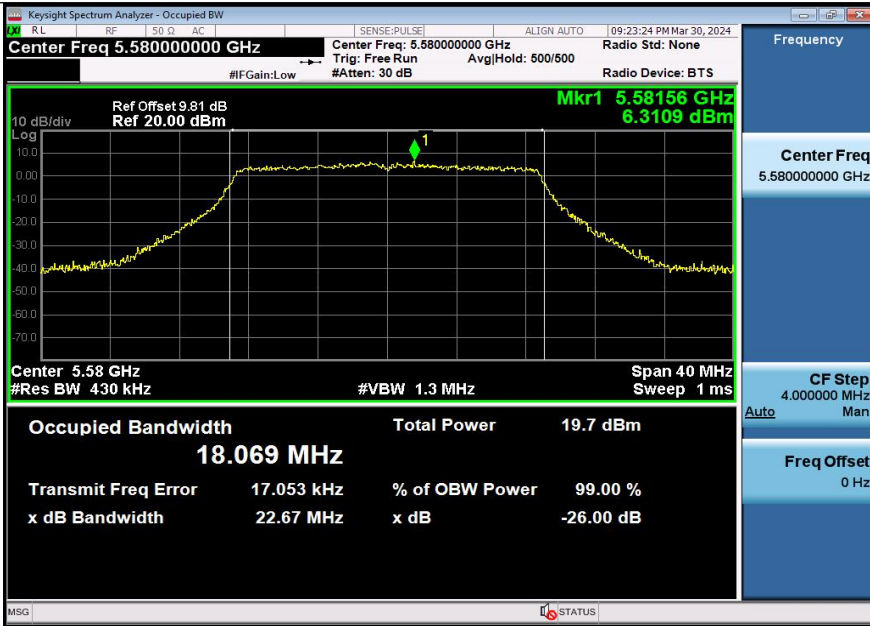 Keysight Spectrum Analyzer - Occupied BW
LXI RL RF 50 Ω AC SENSE:PULSE ALIGN AUTO 09:23:24 PM Mar 30, 2024
Center Freq 5.580000000 GHz
Center Freq: 5.580000000 GHz
Radio Std: None
Trig: Free Run Avg|Hold: 500/500
#IFGain:Low
#Atten: 30 dB
Radio Device: BTS
Ref Offset 9.81 dB
Mkr1 5.58156 GHz
10 dB/div Ref 20.00 dBm
6.3109 dBm
Log
1
10.0
0.00
-10.0
-20.0
-30.0
-40.0
-50.0
-60.0
-70.0
Center 5.58 GHz
Span 40 MHz
#Res BW 430 kHz
#VBW 1.3 MHz
Sweep 1 ms
Occupied Bandwidth
Total Power 19.7 dBm
18.069 MHz
Transmit Freq Error 17.053 kHz
% of OBW Power 99.00 %
x dB Bandwidth 22.67 MHz
x dB -26.00 dB
Frequency
Center Freq
5.580000000 GHz
CF Step
4.000000 MHz
Auto Man
Freq Offset
0 Hz
MSG
STATUS